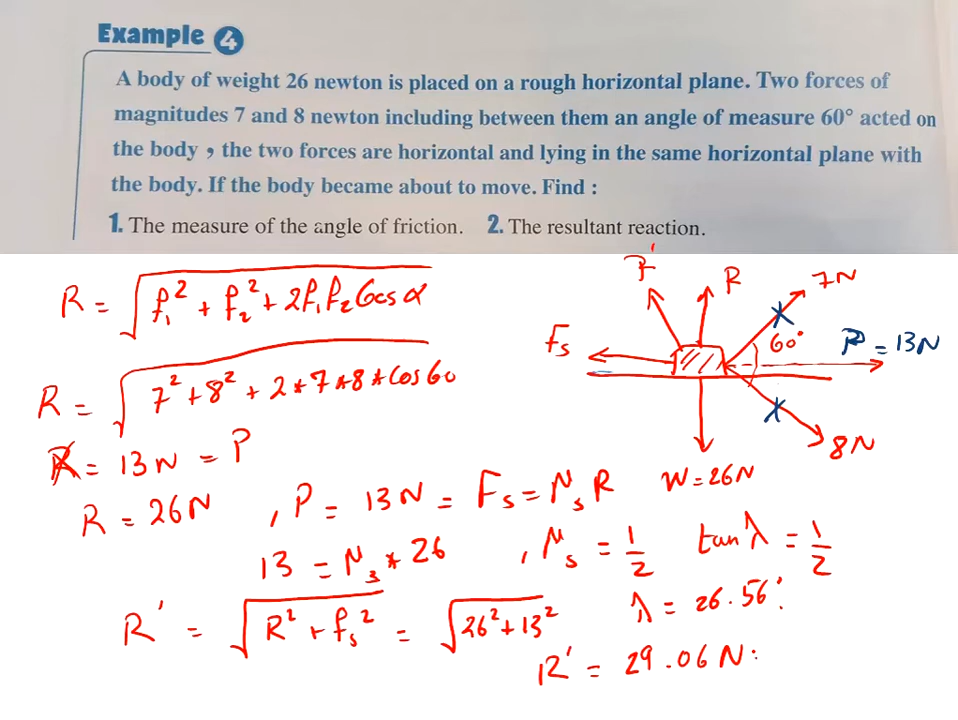 Example 4
A body of weight 26 newton is placed on a rough horizontal plane. Two forces of
magnitudes 7 and 8 newton including between them an angle of measure 60° acted on
the body , the two forces are horizontal and lying in the same horizontal plane with
the body. If the body became about to move. Find :
1. The measure of the angle of friction. 2. The resultant reaction.
R = √(f₁² + f₂² + 2f₁f₂ Cos α)
R' R 7N
Fs 60° P = 13N
8N
W = 26N
R = √(7² + 8² + 2*7*8*Cos 60)
R = 13N = P
R = 26N , P = 13N = Fs = μs R
13 = μs * 26 , μs = 1/2 tan λ = 1/2
λ = 26.56°
R' = √(R² + fs²) = √(26² + 13²)
R' = 29.06 N